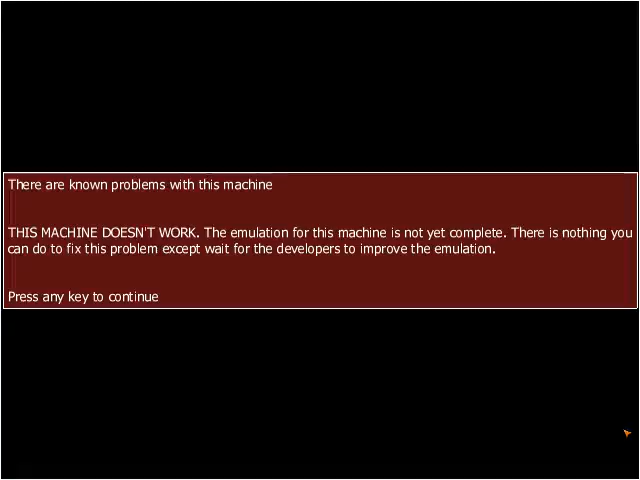 There are known problems with this machine
THIS MACHINE DOESN'T WORK. The emulation for this machine is not yet complete. There is nothing you
can do to fix this problem except wait for the developers to improve the emulation.
Press any key to continue